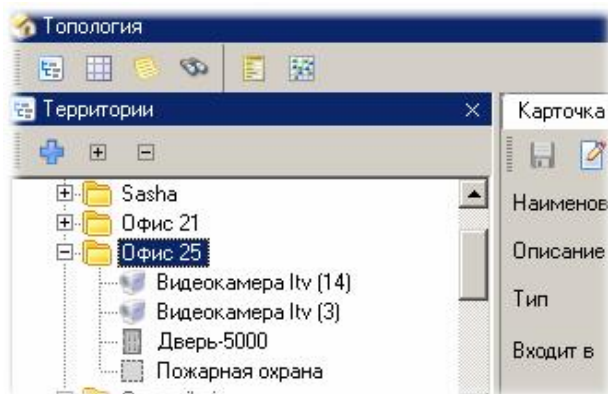 Топология
Территории
Карточка
Sasha
Офис 21
Наименов
Офис 25
Описание
Видеокамера Itv (14)
Видеокамера Itv (3)
Тип
Дверь-5000
Входит в
Пожарная охрана